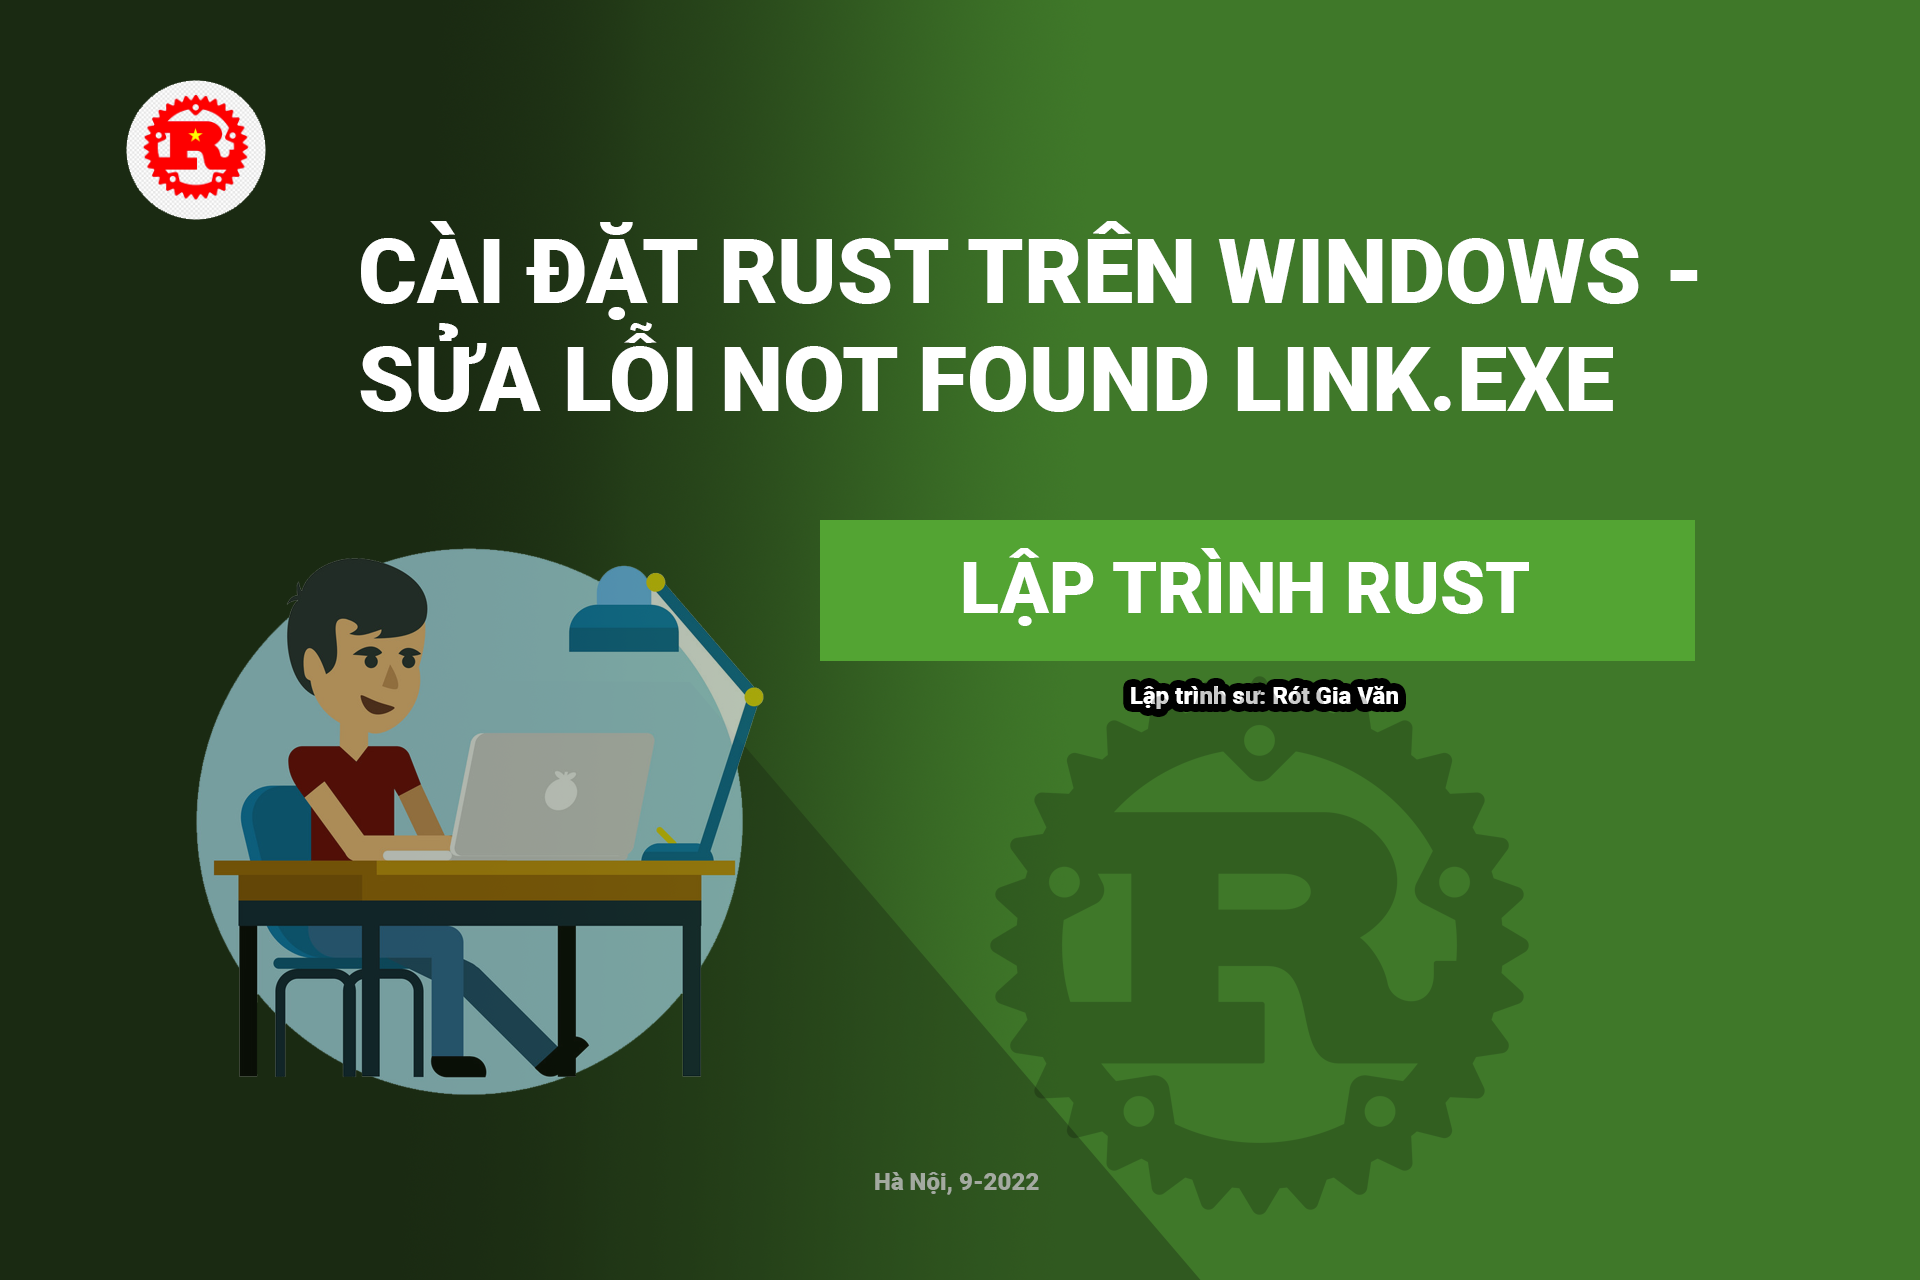 CÀI ĐẶT RUST TRÊN WINDOWS -
SỬA LỖI NOT FOUND LINK.EXE
LẬP TRÌNH RUST
Lập trình sư: Rót Gia Văn
Hà Nội, 9-2022